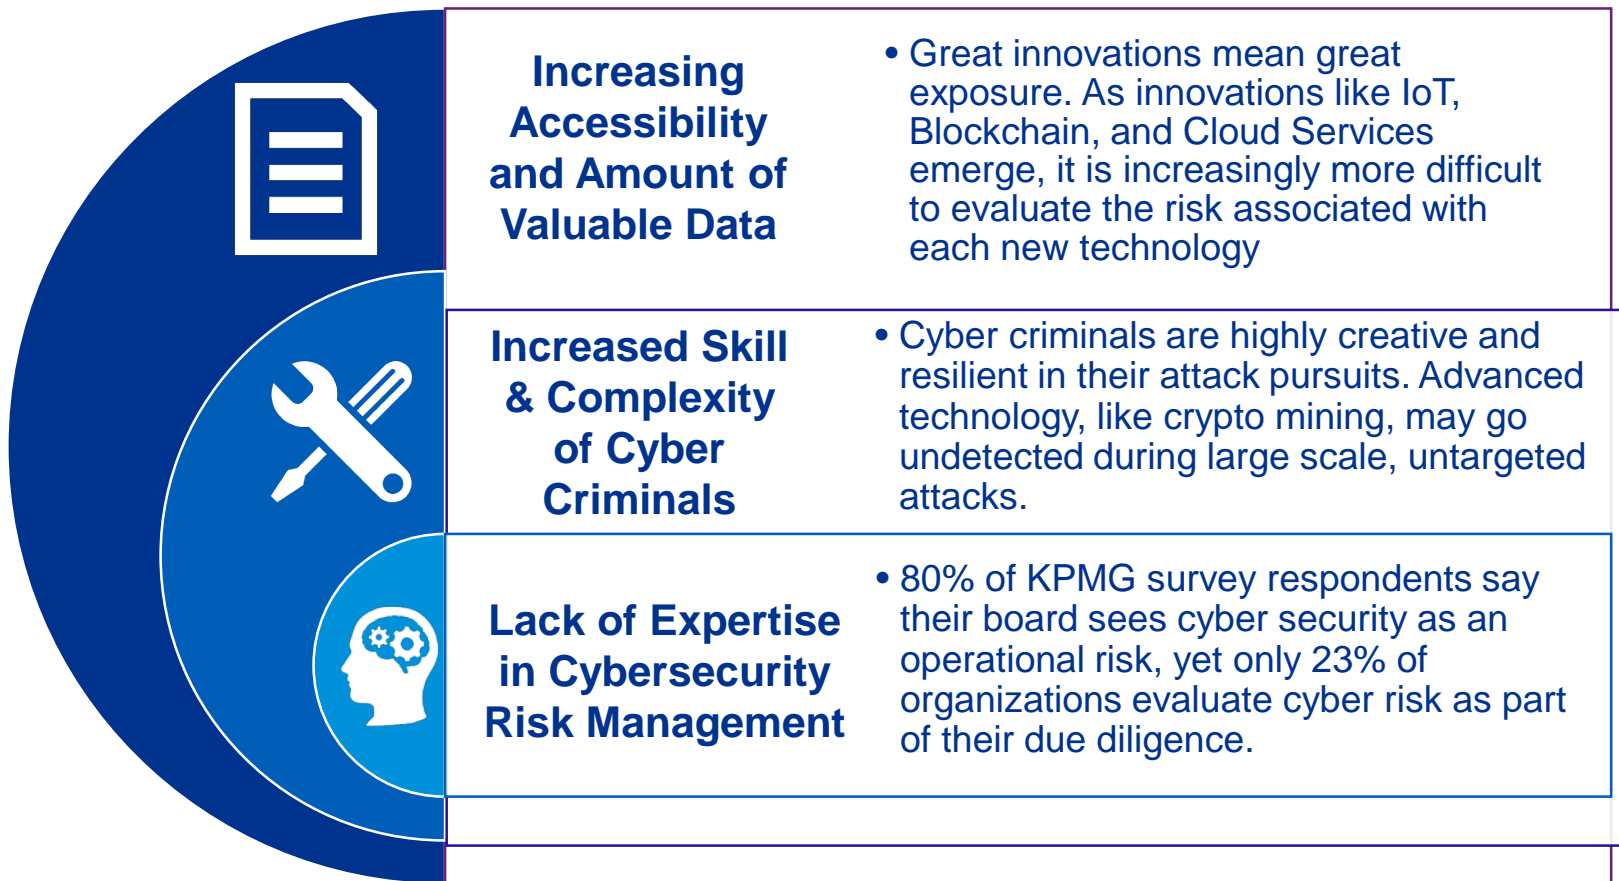 Increasing
Accessibility
and Amount of
Valuable Data
• Great innovations mean great
exposure. As innovations like IoT,
Blockchain, and Cloud Services
emerge, it is increasingly more difficult
to evaluate the risk associated with
each new technology
Increased Skill
& Complexity
of Cyber
Criminals
• Cyber criminals are highly creative and
resilient in their attack pursuits. Advanced
technology, like crypto mining, may go
undetected during large scale, untargeted
attacks.
Lack of Expertise
in Cybersecurity
Risk Management
• 80% of KPMG survey respondents say
their board sees cyber security as an
operational risk, yet only 23% of
organizations evaluate cyber risk as part
of their due diligence.